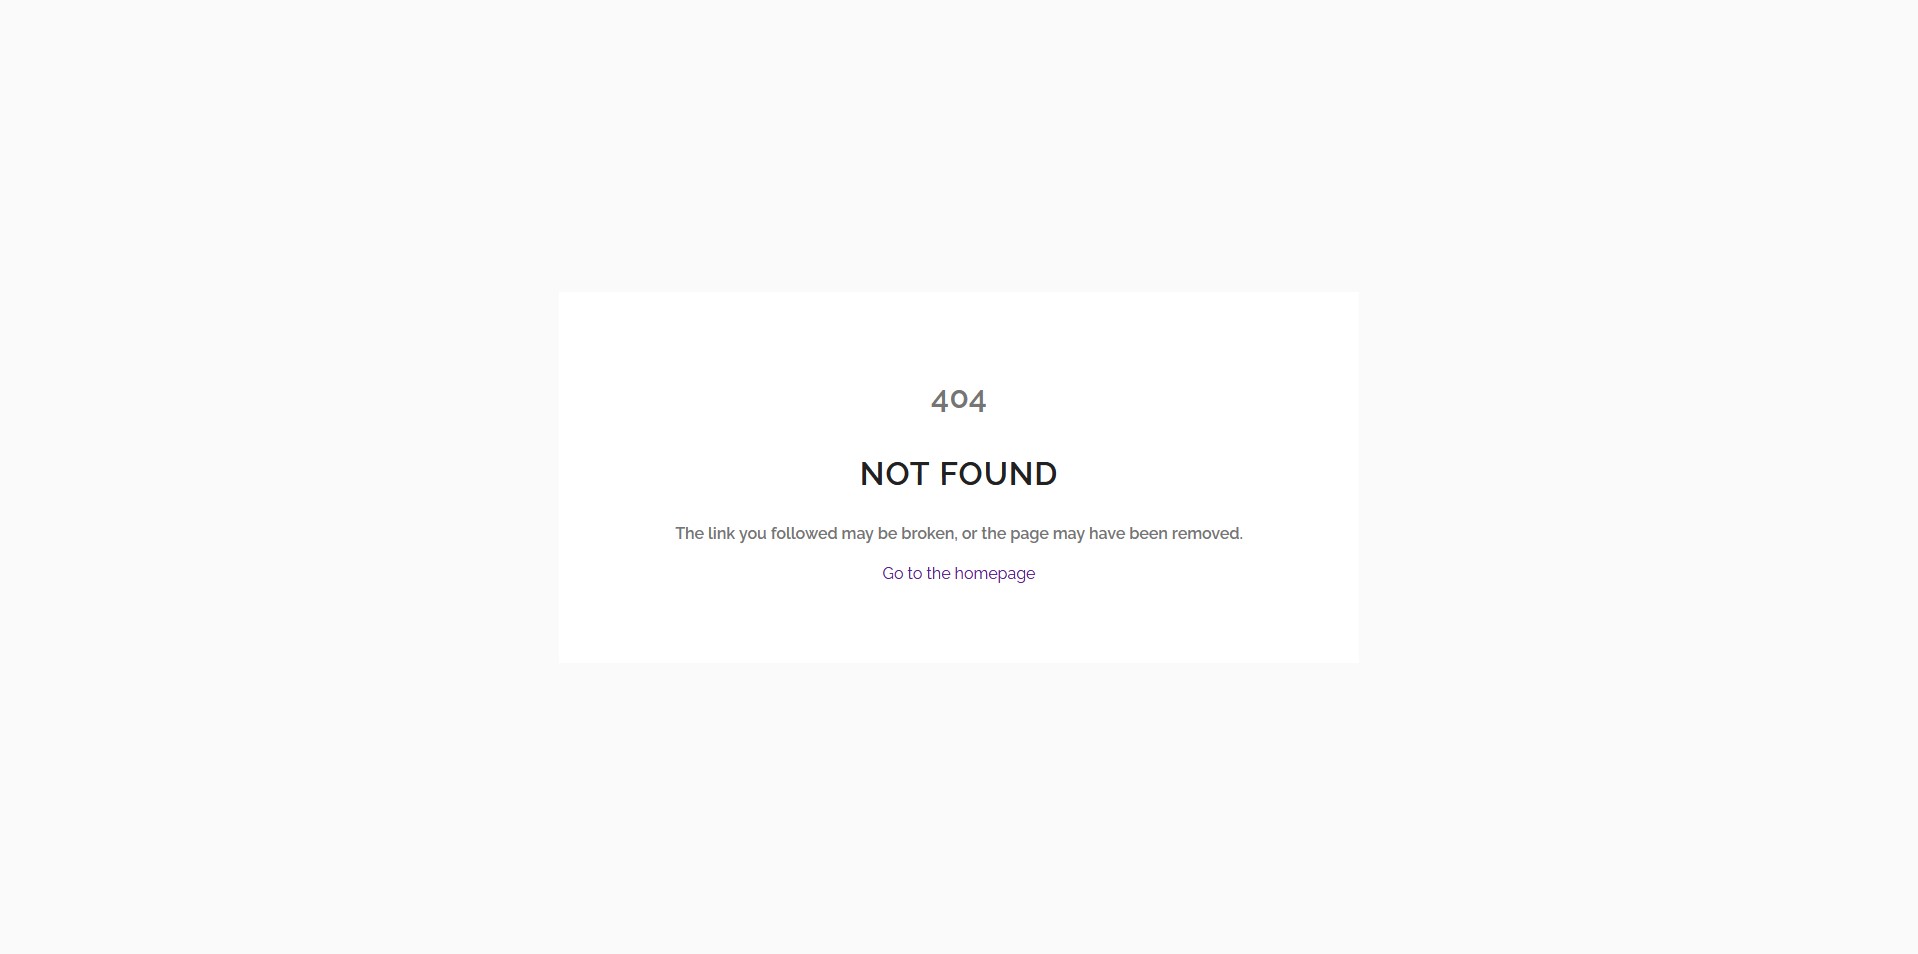 404
NOT FOUND
The link you followed may be broken, or the page may have been removed.
Go to the homepage